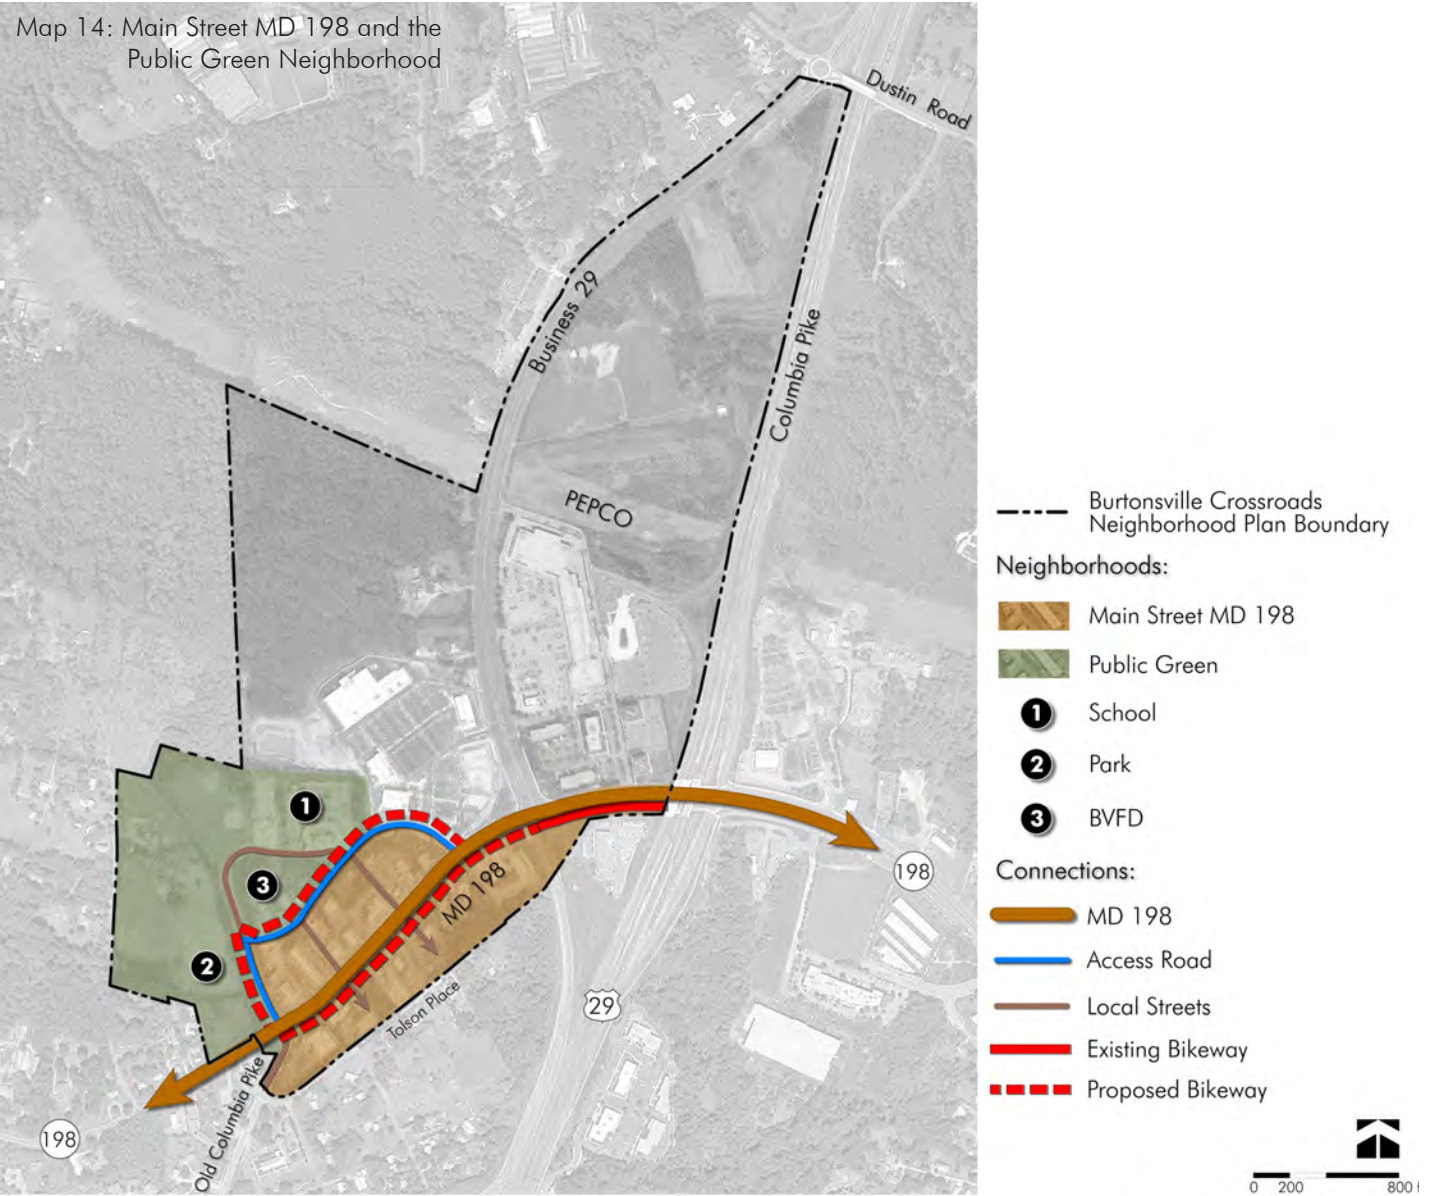 Map 14: Main Street MD 198 and the
Public Green Neighborhood
Dustin Road
Business 29
Columbia Pike
PEPCO
1
3
2
MD 198
198
Tolson Place
29
Old Columbia Pike
198
Burtonsville Crossroads
Neighborhood Plan Boundary
Neighborhoods:
Main Street MD 198
Public Green
1 School
2 Park
3 BVFD
Connections:
MD 198
Access Road
Local Streets
Existing Bikeway
Proposed Bikeway
0 200 800 f